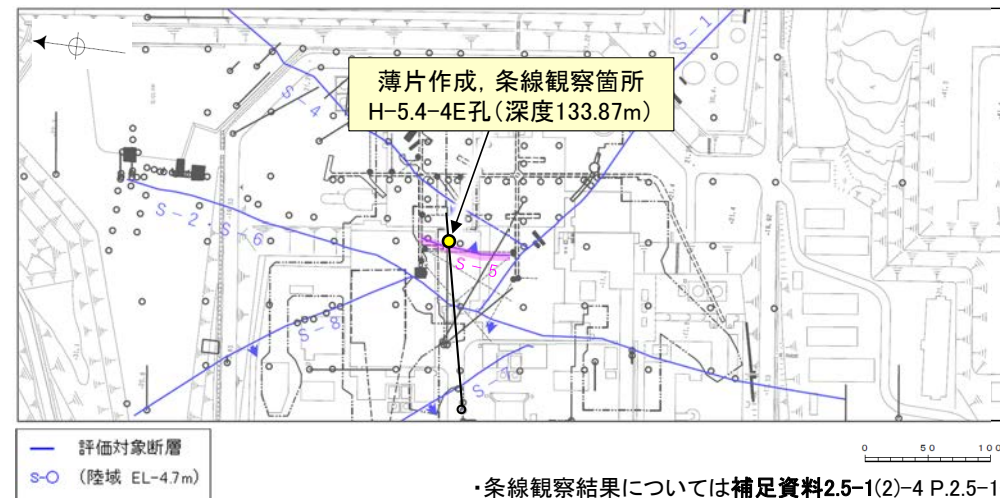 S-1
S-4
薄片作成, 条線観察箇所
H-5.4-4E孔(深度133.87m)
S-2・S-6
S-5
S-8
評価対象断層
S-○ (陸域 EL-4.7m)
0 50 100
・条線観察結果については補足資料2.5-1(2)-4 P.2.5-1